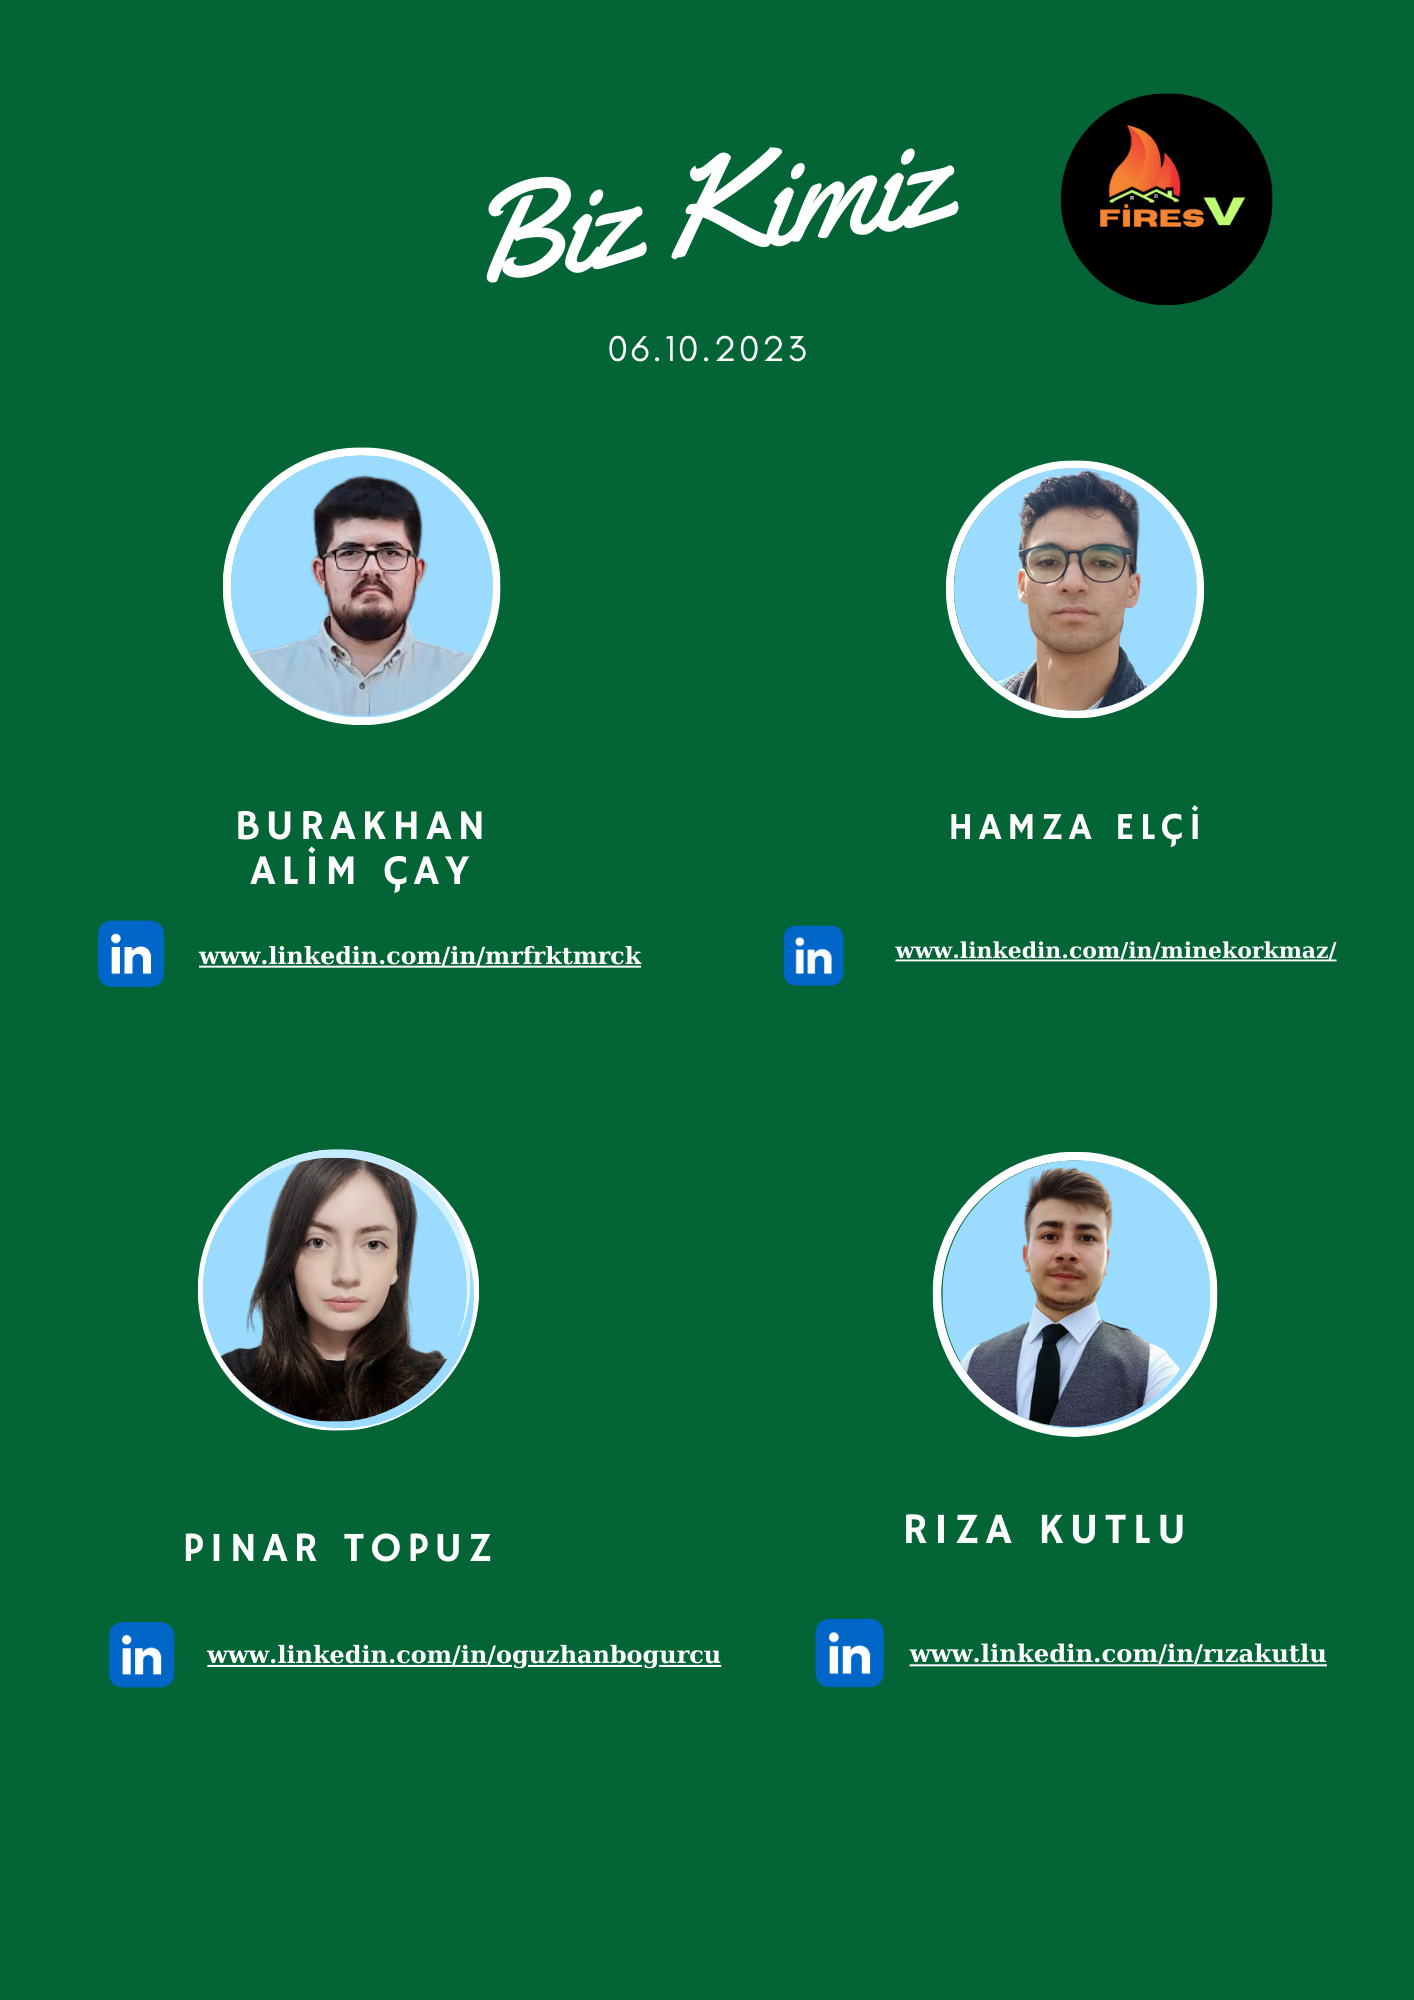 Biz Kimiz
FİRESV
06.10.2023
BURAKHAN
ALİM ÇAY
HAMZA ELÇİ
in
www.linkedin.com/in/mrfrktmrck
in
www.linkedin.com/in/minekorkmaz/
PINAR TOPUZ
RIZA KUTLU
in
www.linkedin.com/in/oguzhanbogurcu
in
www.linkedin.com/in/rızakutlu